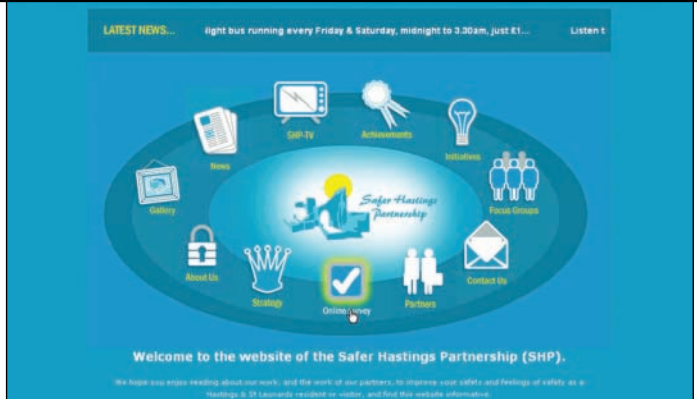 LATEST NEWS... light bus running every Friday & Saturday, midnight to 3.30am, just £1... Listen t
SHP-TV
Achievements
News
Initiatives
Gallery
Safer Hastings
Partnership
Focus Groups
About Us
Contact Us
Strategy
Online
Partners
Welcome to the website of the Safer Hastings Partnership (SHP).
We hope you enjoy reading about our work, and the work of our partners, to improve your safety and feelings of safety as a
Hastings & St Leonards resident or visitor, and find this website informative.